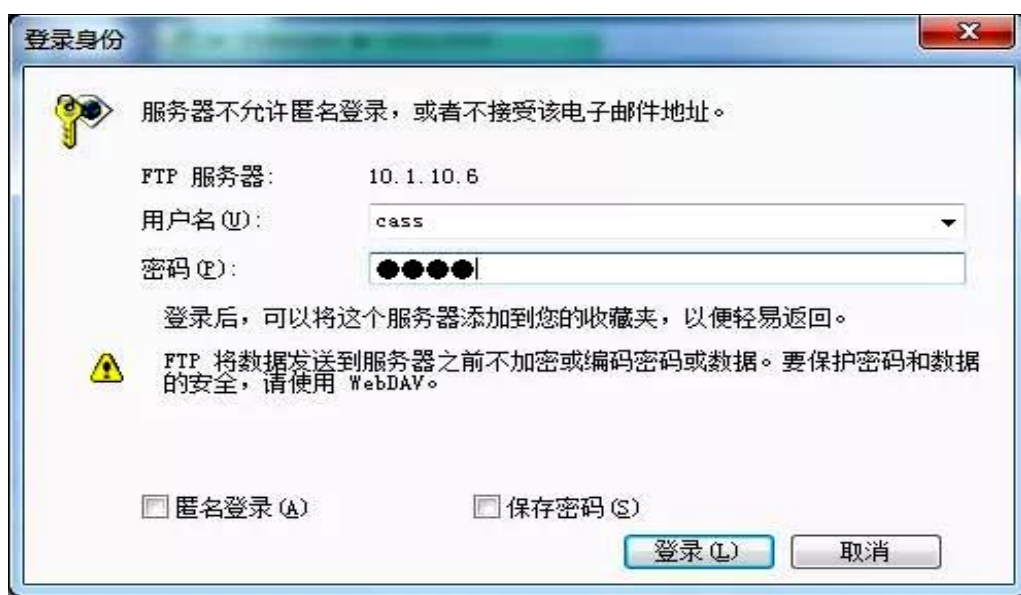 登录身份
服务器不允许匿名登录，或者不接受该电子邮件地址。
FTP 服务器: 10.1.10.6
用户名(U): cass
密码(P): ●●●●
登录后，可以将这个服务器添加到您的收藏夹，以便轻易返回。
FTP 将数据发送到服务器之前不加密或编码密码或数据。要保护密码和数据
的安全，请使用 WebDAV。
匿名登录(A) 保存密码(S)
登录(L) 取消